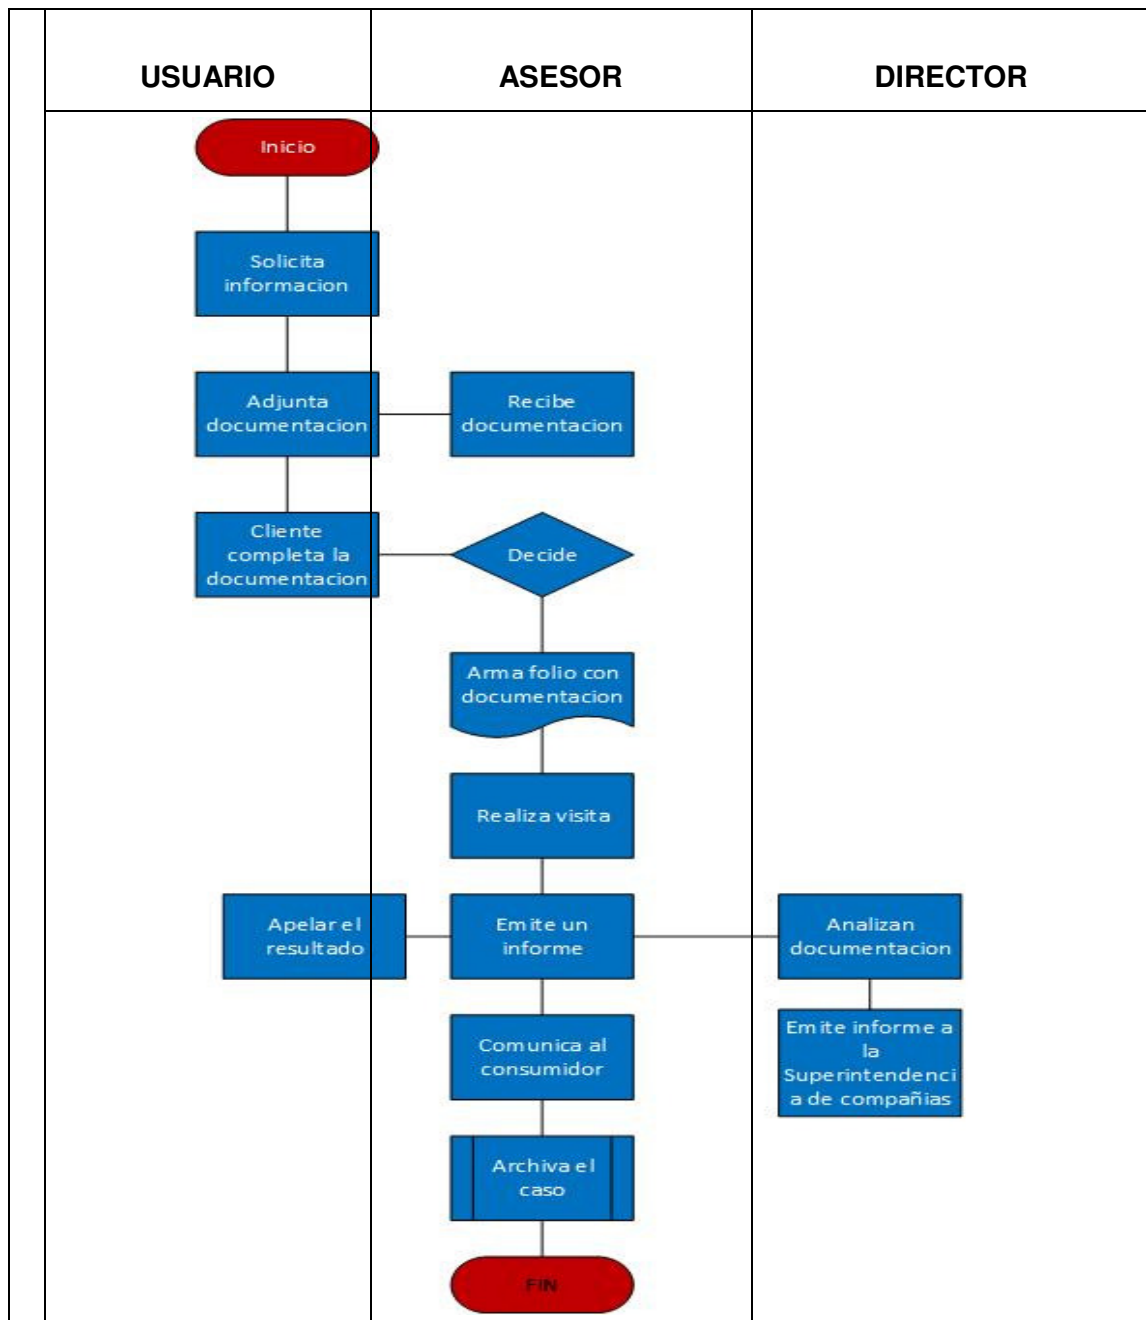 USUARIO
ASESOR
DIRECTOR
Inicio
Solicita
informacion
Adjunta
documentacion
Recibe
documentacion
Cliente
completa la
documentacion
Decide
Arma folio con
documentacion
Realiza visita
Apelar el
resultado
Emite un
informe
Analizan
documentacion
Comunica al
consumidor
Emite informe a
la
Superintendenci
a de compañias
Archiva el
caso
FIN